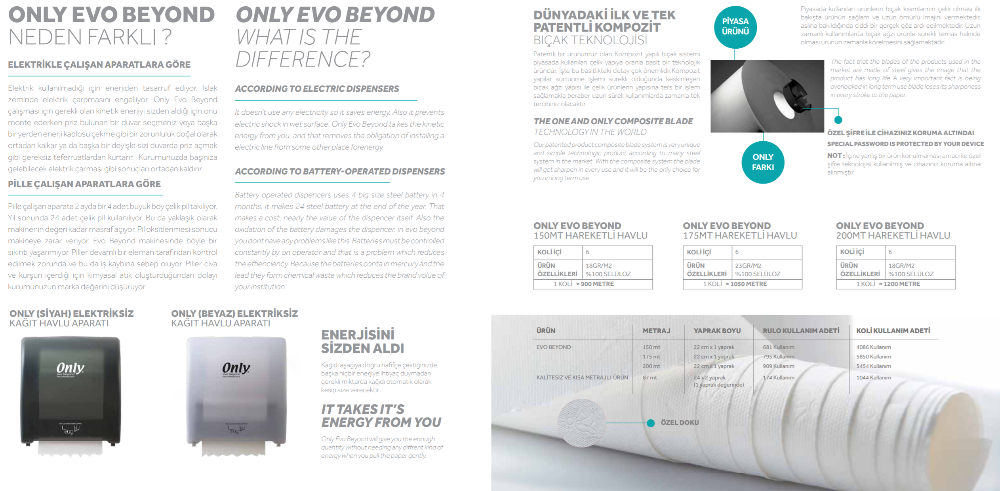 ONLY EVO BEYOND
NEDEN FARKLI ?
ELEKTRİKLE ÇALIŞAN APARATLARA GÖRE
Elektrik kullanılmadığı için enerjiden tasarruf ediyor. Islak
zeminde elektrik çarpmasını engelliyor. Only Evo Beyond
çalışması için gerekli olan kinetik enerjiyi sizden aldığı için onu
monte ederken priz bulunan bir duvar seçmeniz veya başka
bir yerden enerji kablosu çekme gibi bir zorunluluk doğal olarak
ortadan kalkar ya da başka bir deyişle sizi duvarda priz açmak
gibi gereksiz teferruatlardan kurtarır. Kurumunuzda başınıza
gelebilecek elektrik çarması gibi sonuçları ortadan kaldırır.
PİLLE ÇALIŞAN APARATLARA GÖRE
Pille çalışan aparata 2 ayda bir 4 adet büyük boy çelik pil takılıyor.
Yıl sonunda 24 adet çelik pil kullanılıyor. Bu da yaklaşık olarak
makinenin değeri kadar masraf açıyor. Pil oksitlenmesi sonucu
makineye zarar veriyor. Evo Beyond makinesinde böyle bir
sıkıntı yaşanmıyor. Piller devamlı bir eleman tarafından kontrol
edilmek zorunda ve bu da iş kaybına sebep oluyor. Piller civa
ve kurşun içerdiği için kimyasal atık oluşturduğundan dolayı
kurumunuzun marka değerini düşürüyor.
ONLY EVO BEYOND
WHAT IS THE
DIFFERENCE?
ACCORDING TO ELECTRIC DISPENSERS
It doesn't use any electricity so it saves energy. Also it prevents
electric shock in wet surface. Only Evo Beyond ta kes the kinetic
energy from you, and that removes the obligation of installing a
electric line from some other place forenergy.
ACCORDING TO BATTERY-OPERATED DISPENSERS
Battery operated dispencers uses 4 big size steel battery in 4
months. it makes 24 steel battery at the end of the year. That
makes a cost, nearly the value of the dispencer itself. Also the
oxidation of the battery damages the dispencer. in evo beyond
you dont have any problems like this. Batteries must be controlled
constantly by on operatör and that is a problem which reduces
the effienciency. Because the batteries conta in mercury and the
lead they form chemical waste which reduces the brand volue of
your institution.
ONLY (SİYAH) ELEKTRİKSİZ
KAĞIT HAVLU APARATI
Only
evo beyond
ONLY (BEYAZ) ELEKTRİKSİZ
KAĞIT HAVLU APARATI
Only
evo beyond
ENERJİSİNİ
SİZDEN ALDI
Kağıdı aşağıya doğru hafifçe çektiğinizde,
başka hiçbir enerjiye ihtiyaç duymadan
gerekli miktarda kağıdı otomatik olarak
kesip size verecektir.
IT TAKES IT'S
ENERGY FROM YOU
Only Evo Beyond will give you the enough
quantity without needing any diffrent kind of
energy when you pull the paper gently.
DÜNYADAKİ İLK VE TEK
PATENTLİ KOMPOZİT
BIÇAK TEKNOLOJİSİ
Patentli bir ürünümüz olan Kompozit yapılı bıçak sistemi
piyasada kullanılan çelik yapıya oranla basit bir teknolojik
üründür. İşte bu basitlikteki detay çok önemlidir.Kompozit
yapılar sürtünme işlemi sürekli olduğunda keskinleşen
bıçak ağzı yapısı ile çelik ürünlerin yapısına ters bir işlem
sağlamakla beraber uzun süreli kullanımlarda zamanla tek
tercihiniz olacaktır.
THE ONE AND ONLY COMPOSITE BLADE
TECHNOLOGY IN THE WORLD
Our patented product composite blade system is very unique
and simple technologic product according to many steel
system in the market. With the composite system the blade
will get sharpen in every use and it will be the only choice for
you in long term use.
PİYASA
ÜRÜNÜ
ONLY
FARKI
Piyasada kullanılan ürünlerin bıçak kısımlarının çelik olması ilk
bakışta ürünün sağlam ve uzun ömürlü imajını vermektedir,
aslına bakıldığında ciddi bir gerçek göz ardı edilmektedir. Uzun
zamanlı kullanımlarda bıçak ağzı ürünle sürekli temas halinde
olması ürünün zamanla körelmesini sağlamaktadır.
The fact that the blades of the products used in the
market are made of steel gives the image that the
product has long life A very important fact is being
overlooked in long term use blade loses its sharpeness
in every stroke to the paper.
ÖZEL ŞİFRE İLE CİHAZINIZ KORUMA ALTINDA!
SPECIAL PASSWORD IS PROTECTED BY YOUR DEVICE
NOT : İçine yanlış bir ürün konulmaması amacı ile özel
şifre teknolojisi kullanılmış ve cihazınız koruma altına
alınmıştır.
ONLY EVO BEYOND
150MT HAREKETLİ HAVLU
KOLİ İÇİ 6
ÜRÜN 18GR/M2
ÖZELLİKLERİ %100 SELÜLOZ
1 KOLİ = 900 METRE
ONLY EVO BEYOND
175MT HAREKETLİ HAVLU
KOLİ İÇİ 6
ÜRÜN 23GR/M2
ÖZELLİKLERİ %100 SELÜLOZ
1 KOLİ = 1050 METRE
ONLY EVO BEYOND
200MT HAREKETLİ HAVLU
KOLİ İÇİ 6
ÜRÜN 18GR/M2
ÖZELLİKLERİ %100 SELÜLOZ
1 KOLİ = 1200 METRE
ÜRÜN METRAJ YAPRAK BOYU RULO KULLANIM ADETİ KOLİ KULLANIM ADETİ
EVO BEYOND 150 mt 22 cm x 1 yaprak 681 Kullanım 4086 Kullanım
175 mt 22 cm x 1 yaprak 795 Kullanım 5850 Kullanım
200 mt 22 cm x 1 yaprak 909 Kullanım 5454 Kullanım
KALİTESİZ VE KISA METRAJLI ÜRÜN 87 mt 24 x 2 yaprak 174 Kullanım 1044 Kullanım
(1 yaprak değerinde)
ÖZEL DOKU